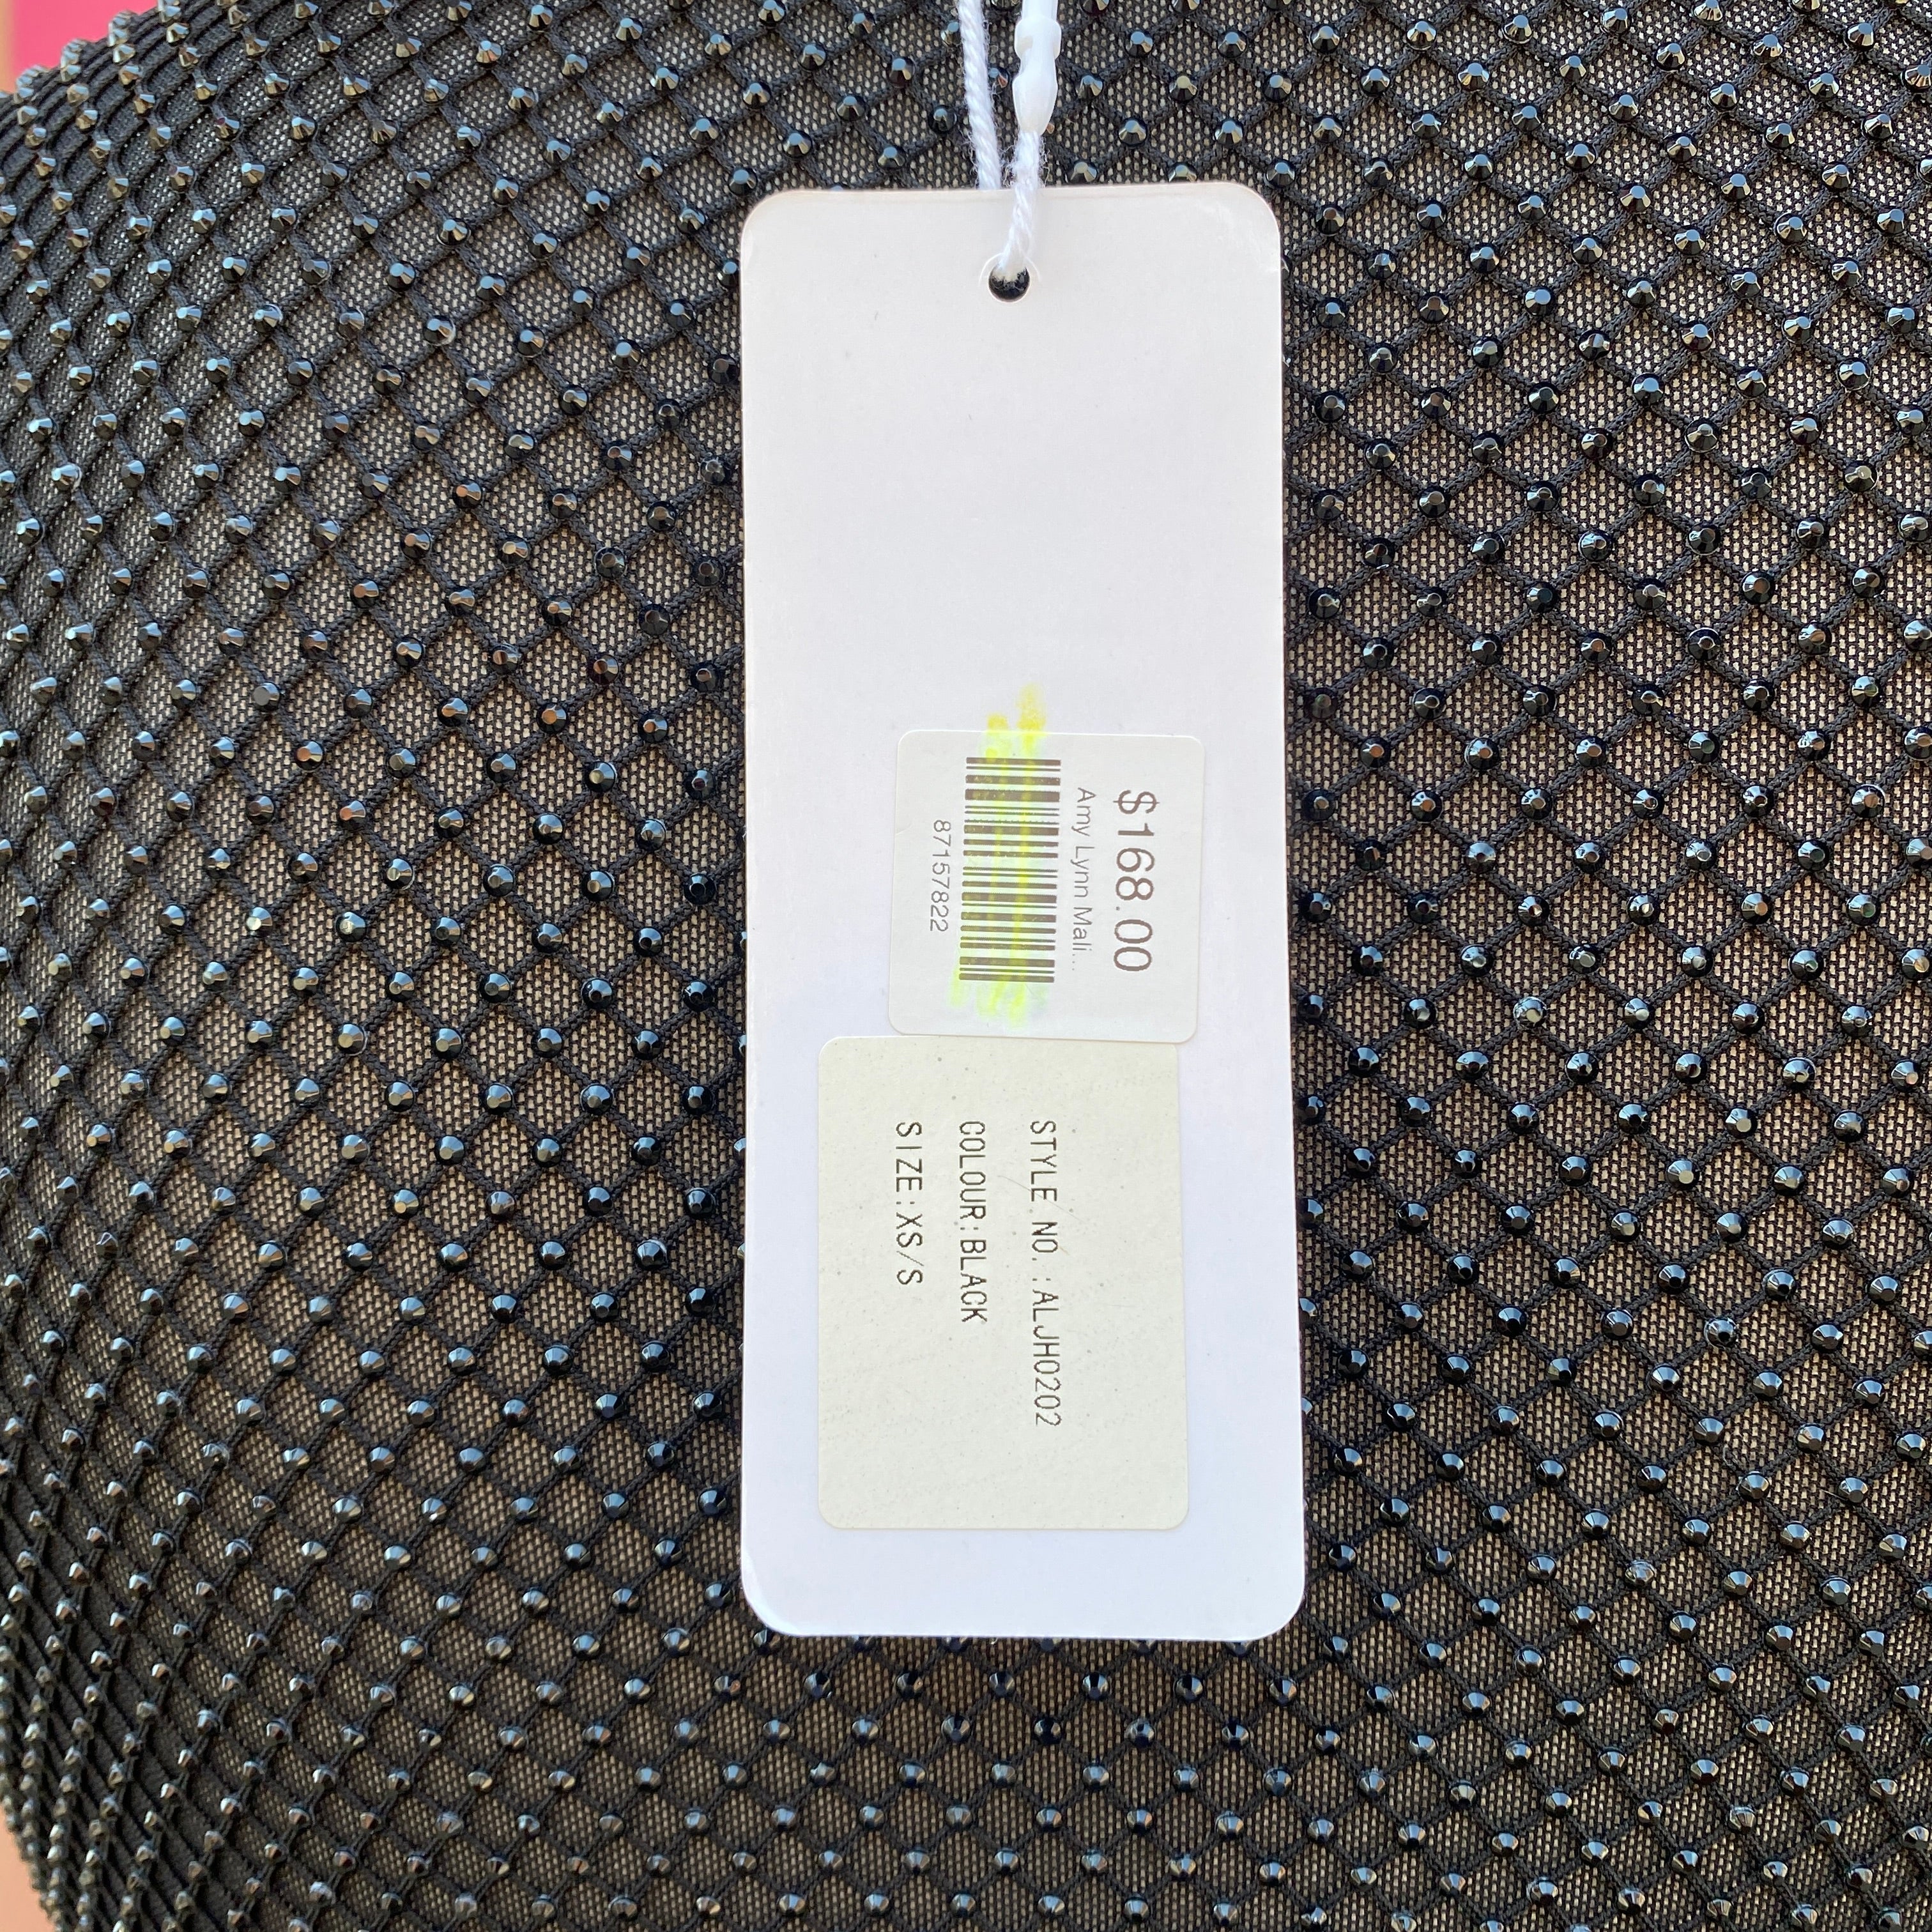 $168.00
Amy Lynn Mali...
87157822
STYLE NO.:ALJH0202
COLOUR:BLACK
SIZE:XS/S